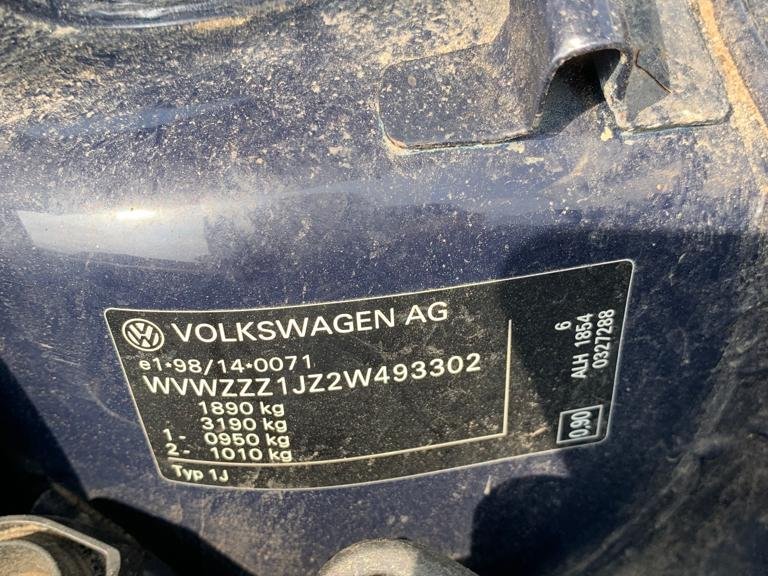 VOLKSWAGEN AG
e1*98/14*0071
WVWZZZ1JZ2W493302
1890 kg
3190 kg
1- 0950 kg
2- 1010 kg
Typ 1J
6
ALH 1854
0327288
0.90